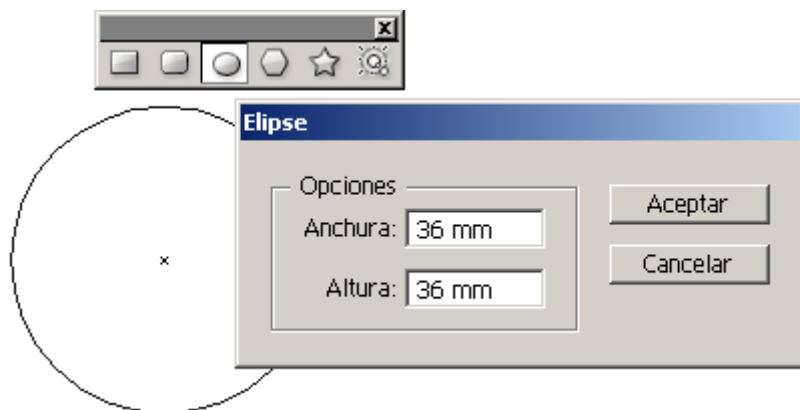 Elipse
Opciones
Anchura: 36 mm
Altura: 36 mm
Aceptar
Cancelar